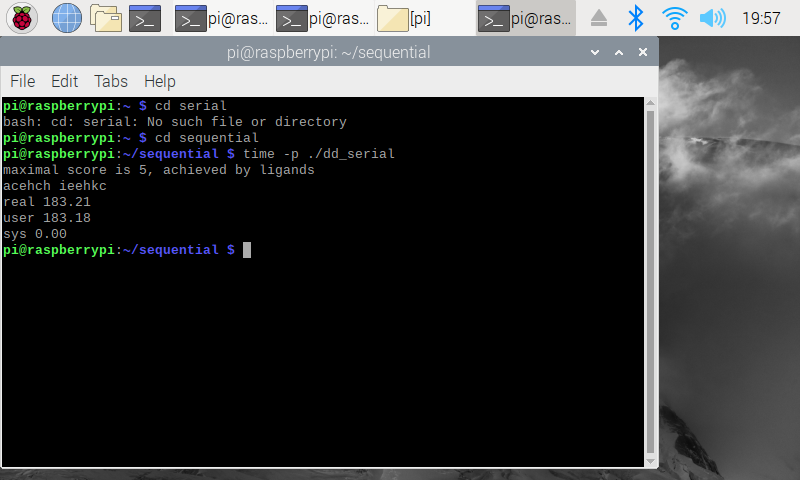 pi@ras... pi@ras... [pi] pi@ras... 19:57
pi@raspberrypi: ~/sequential
File Edit Tabs Help
pi@raspberrypi:~ $ cd serial
bash: cd: serial: No such file or directory
pi@raspberrypi:~ $ cd sequential
pi@raspberrypi:~/sequential $ time -p ./dd_serial
maximal score is 5, achieved by ligands
acehch ieehkc
real 183.21
user 183.18
sys 0.00
pi@raspberrypi:~/sequential $